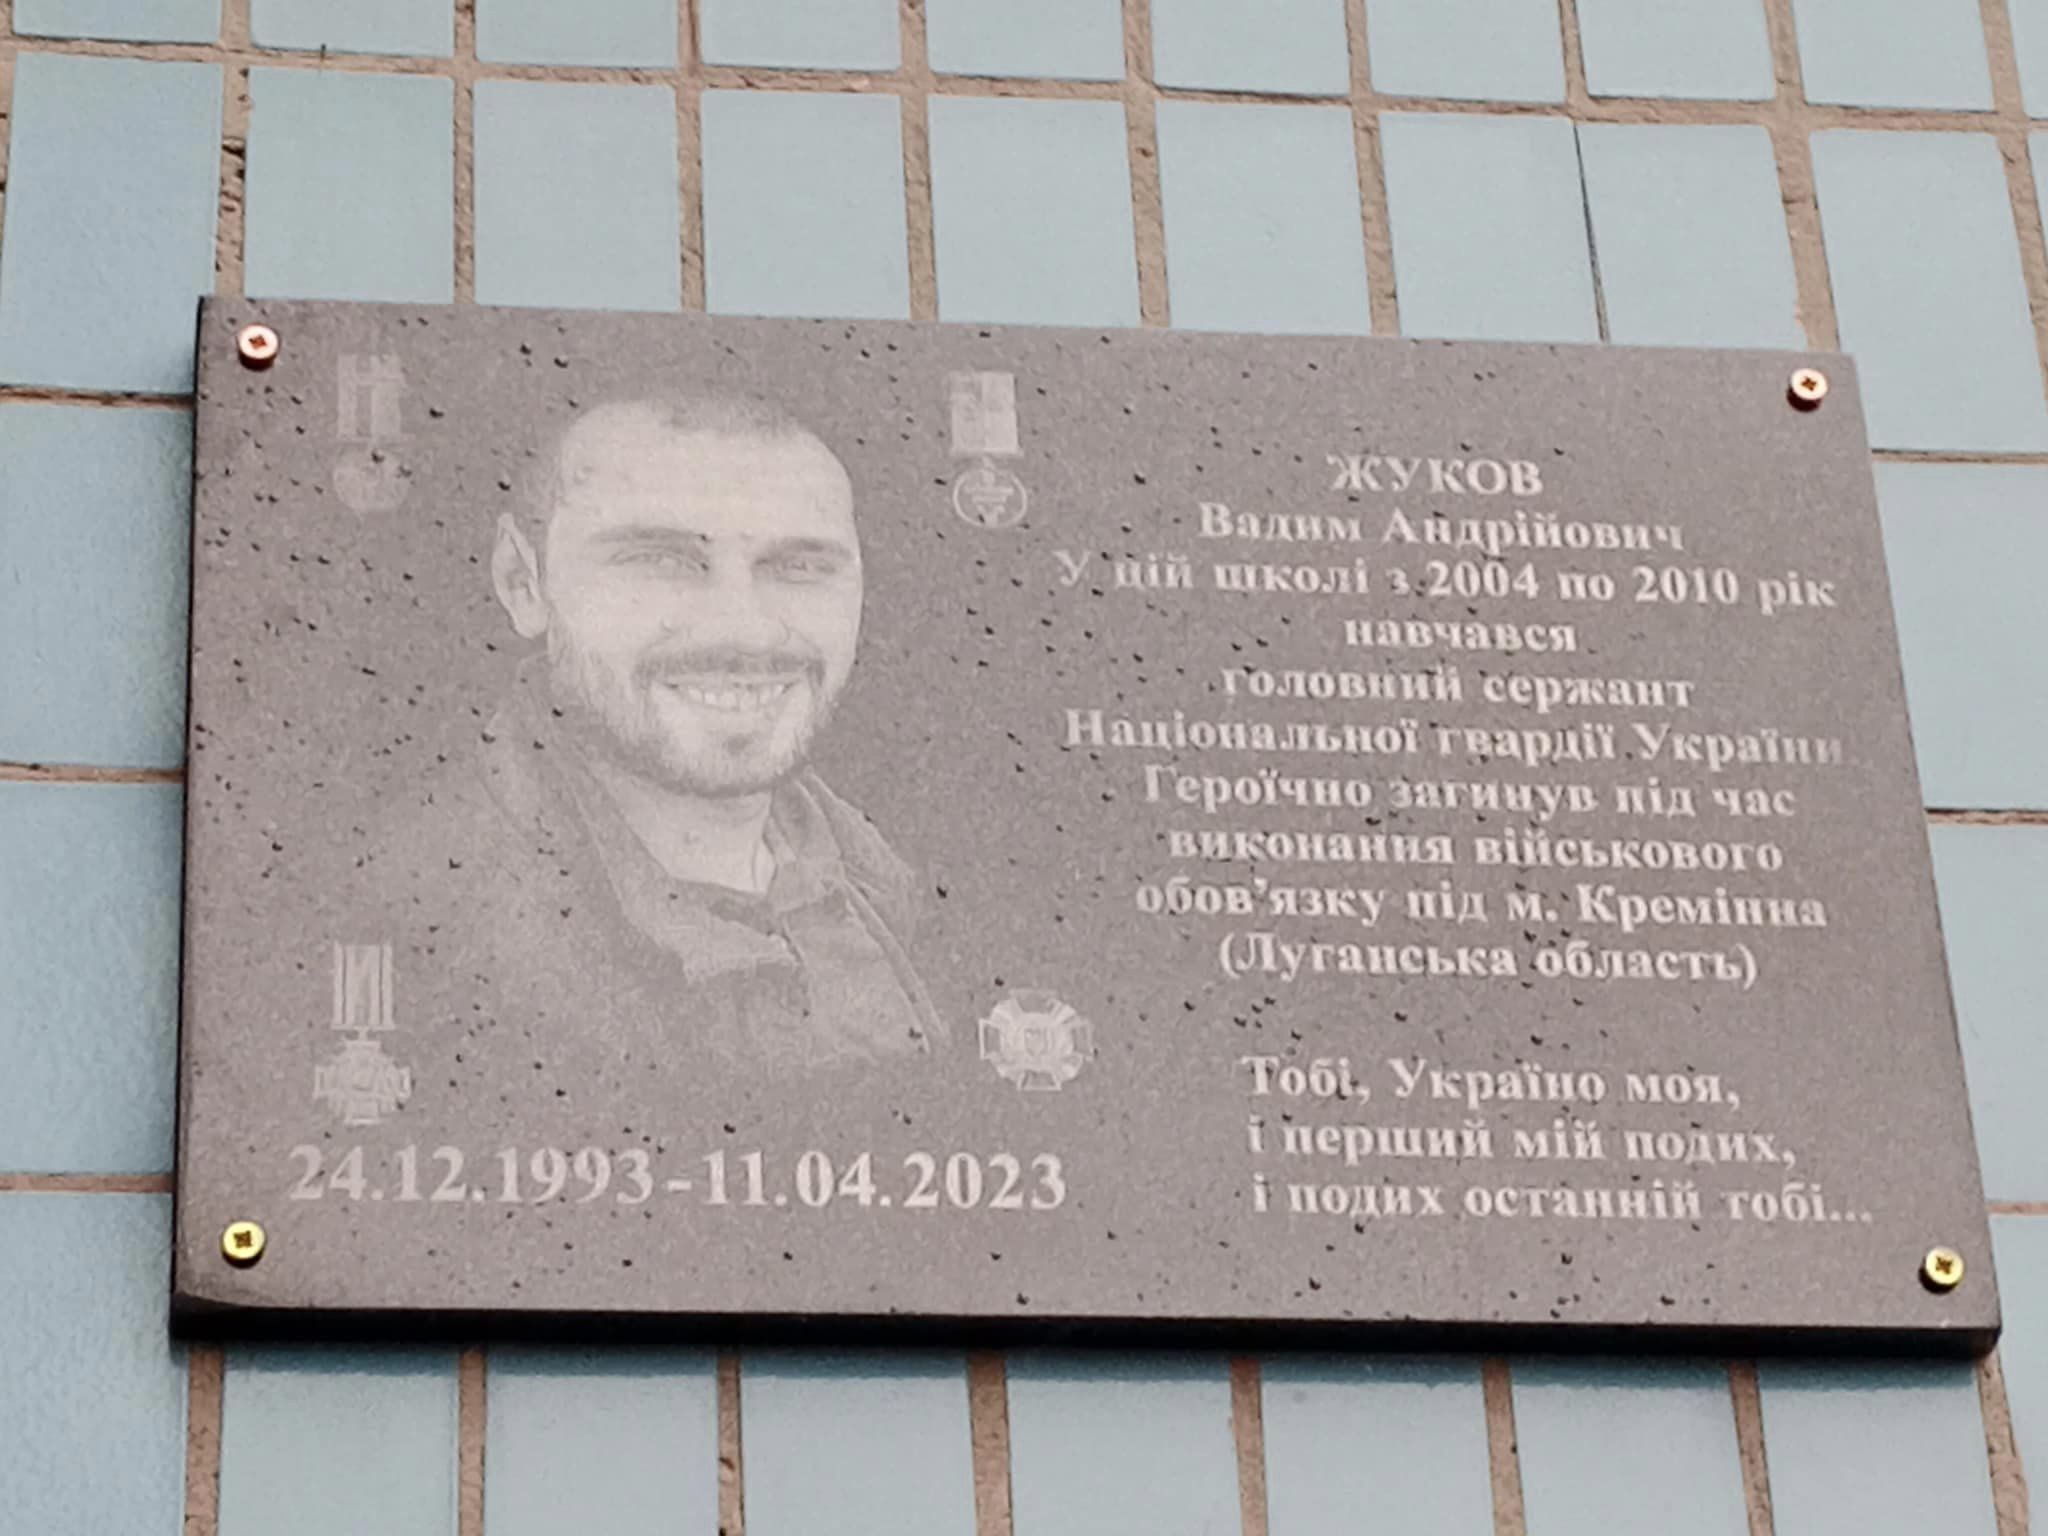 ЖУКОВ
Вадим Андрійович
У цій школі з 2004 по 2010 рік
навчався
головний сержант
Національної гвардії України.
Героїчно загинув під час
виконання військового
обов'язку під м. Кремінна
(Луганська область)
Тобі, Україно моя,
і перший мій подих,
і подих останній тобі...
24.12.1993-11.04.2023